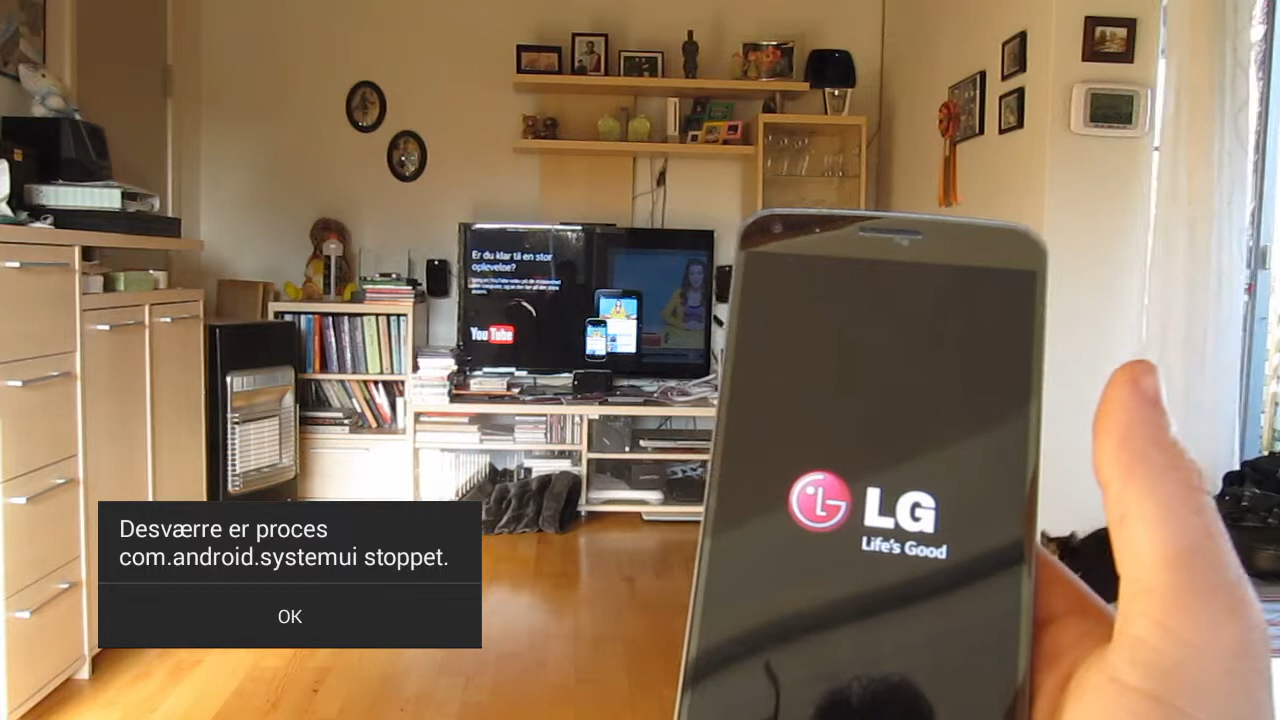 Er du klar til en stor
oplevelse?
YouTube
LG
Life's Good
Desværre er proces
com.android.systemui stoppet.
OK